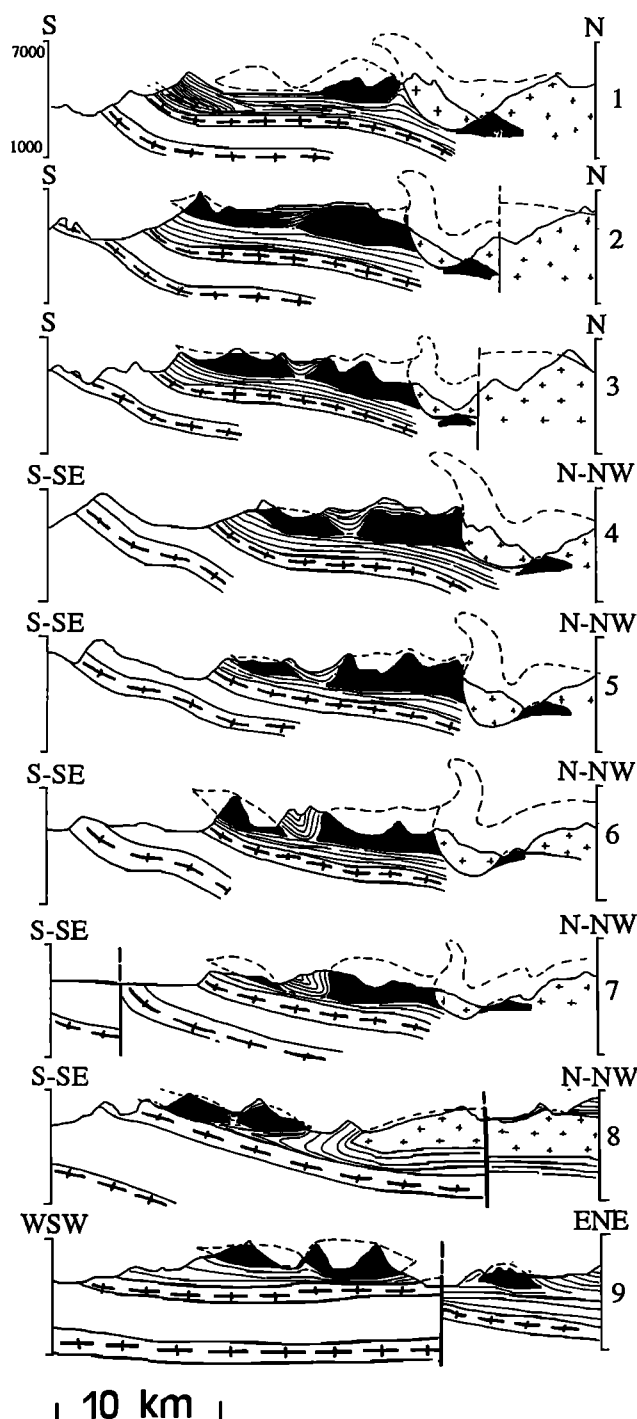 S N
7000
1
1000
S N
2
S N
3
S-SE N-NW
4
S-SE N-NW
5
S-SE N-NW
6
S-SE N-NW
7
S-SE N-NW
8
WSW ENE
9
10 km